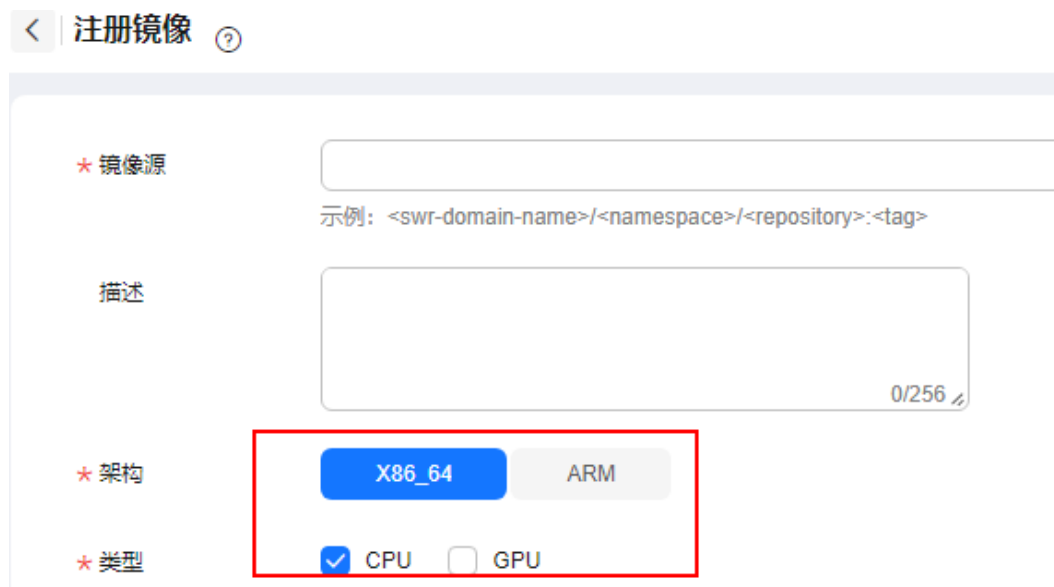 注册镜像 ?
* 镜像源
示例：<swr-domain-name>/<namespace>/<repository>:<tag>
描述
0/256
* 架构 X86_64 ARM
* 类型 CPU GPU